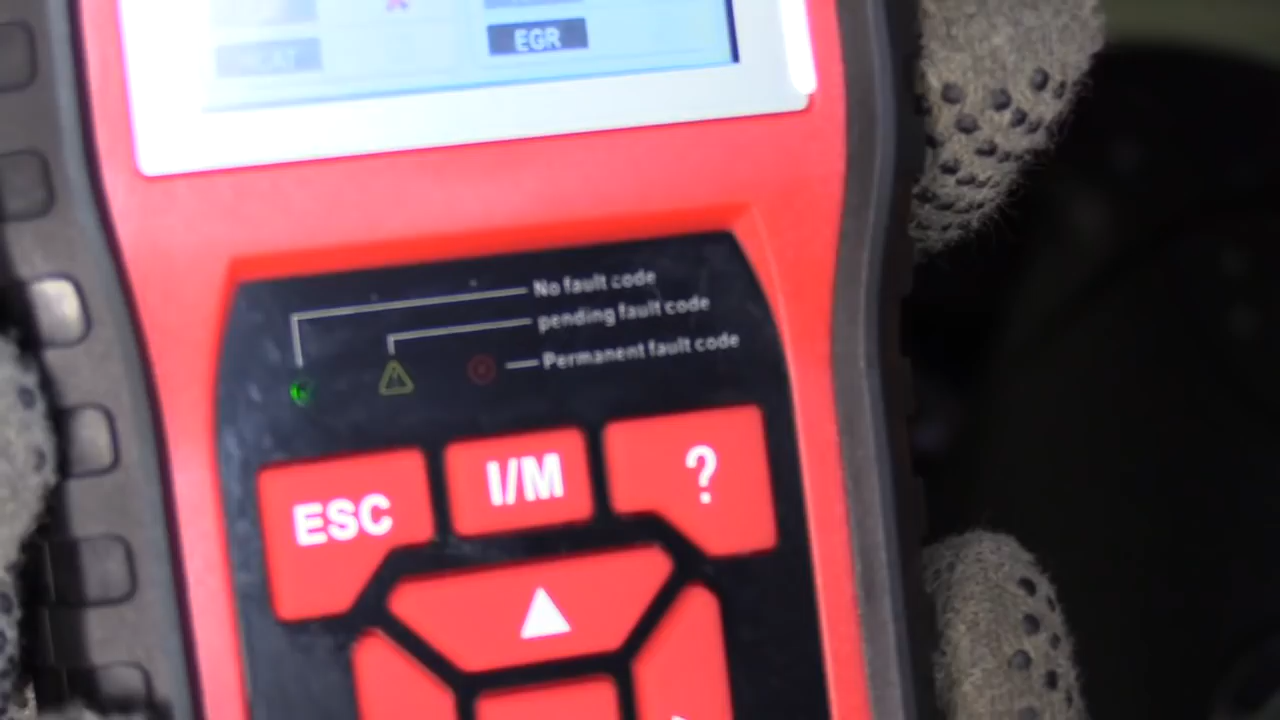 EGR
No fault code
pending fault code
Permanent fault code
ESC
I/M
?